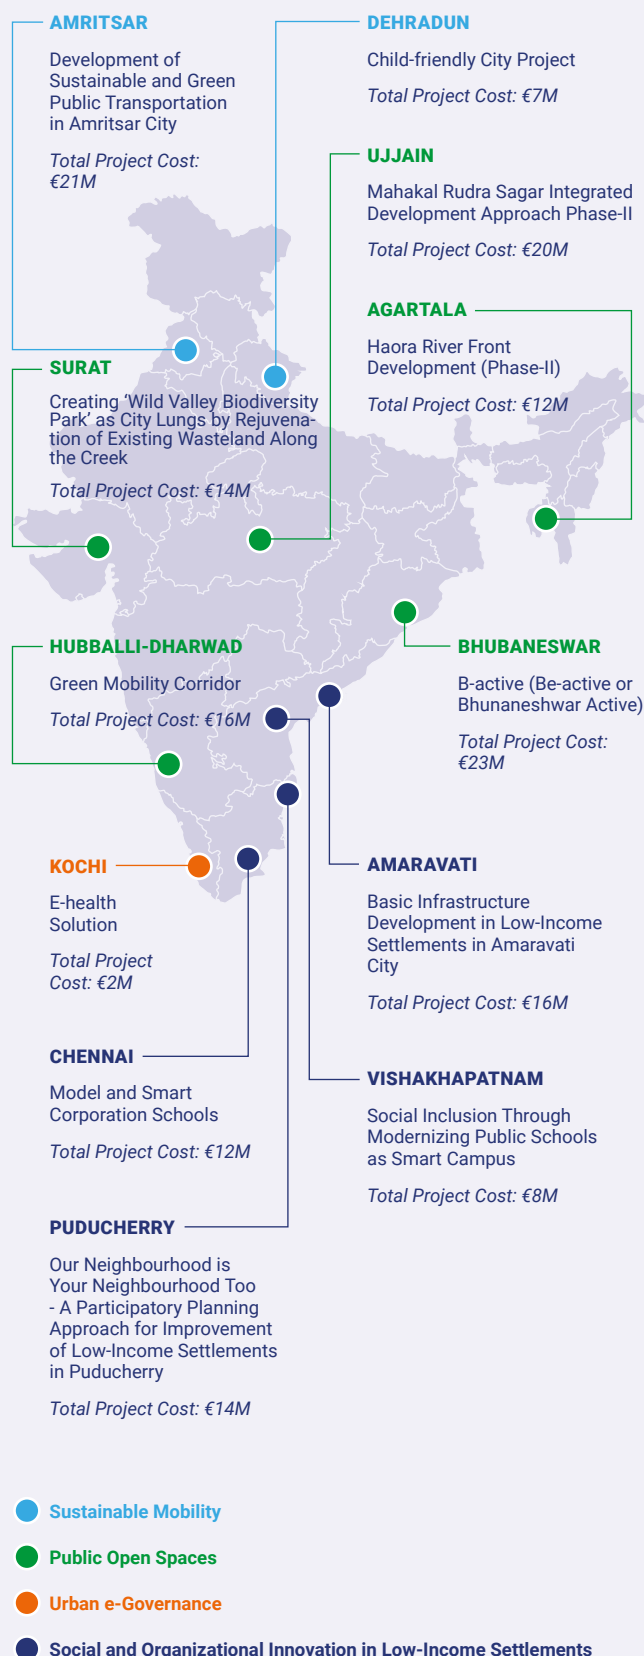 AMRITSAR
Development of
Sustainable and Green
Public Transportation
in Amritsar City
Total Project Cost:
€21M
DEHRADUN
Child-friendly City Project
Total Project Cost: €7M
UJJAIN
Mahakal Rudra Sagar Integrated
Development Approach Phase-II
Total Project Cost: €20M
AGARTALA
Haora River Front
Development (Phase-II)
Total Project Cost: €12M
SURAT
Creating ‘Wild Valley Biodiversity
Park’ as City Lungs by Rejuvena-
tion of Existing Wasteland Along
the Creek
Total Project Cost: €14M
HUBBALLI-DHARWAD
Green Mobility Corridor
Total Project Cost: €16M
BHUBANESWAR
B-active (Be-active or
Bhunaneshwar Active)
Total Project Cost:
€23M
KOCHI
E-health
Solution
Total Project
Cost: €2M
AMARAVATI
Basic Infrastructure
Development in Low-Income
Settlements in Amaravati
City
Total Project Cost: €16M
CHENNAI
Model and Smart
Corporation Schools
Total Project Cost: €12M
VISHAKHAPATNAM
Social Inclusion Through
Modernizing Public Schools
as Smart Campus
Total Project Cost: €8M
PUDUCHERRY
Our Neighbourhood is
Your Neighbourhood Too
- A Participatory Planning
Approach for Improvement
of Low-Income Settlements
in Puducherry
Total Project Cost: €14M
Sustainable Mobility
Public Open Spaces
Urban e-Governance
Social and Organizational Innovation in Low-Income Settlements